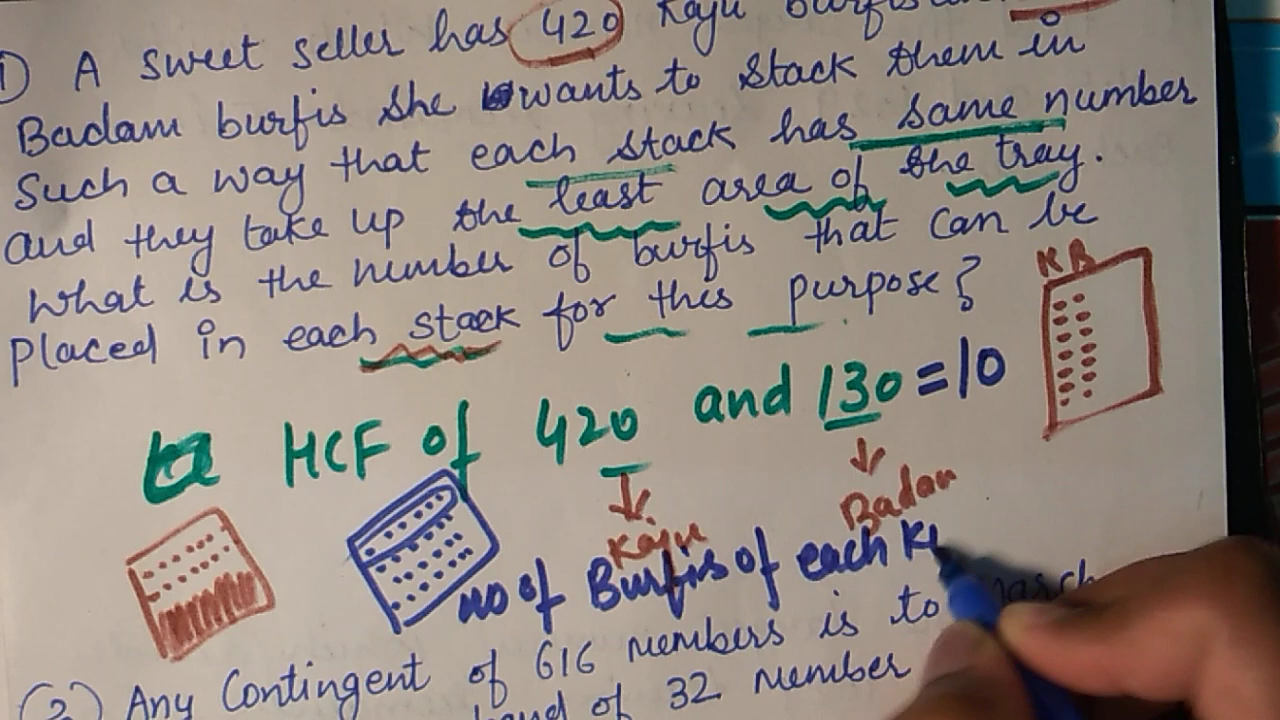 1) A sweet seller has 420 Kaju burfis
Badam burfis she wants to stack them in
Such a way that each stack has same number
and they take up the least area of the tray.
What is the number of burfis that can be
placed in each stack for this purpose?
K B
HCF of 420 and 130 = 10
Kaju Badam
no of Burfis of each
(2) Any Contingent of 616 members is to march
of 32 member